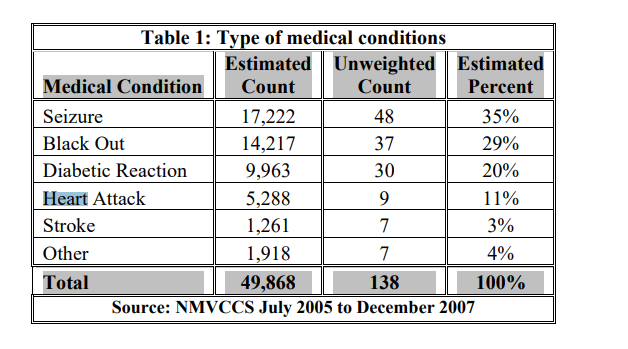 Table 1: Type of medical conditions
Medical Condition Estimated Count Unweighted Count Estimated Percent
Seizure 17,222 48 35%
Black Out 14,217 37 29%
Diabetic Reaction 9,963 30 20%
Heart Attack 5,288 9 11%
Stroke 1,261 7 3%
Other 1,918 7 4%
Total 49,868 138 100%
Source: NMVCCS July 2005 to December 2007